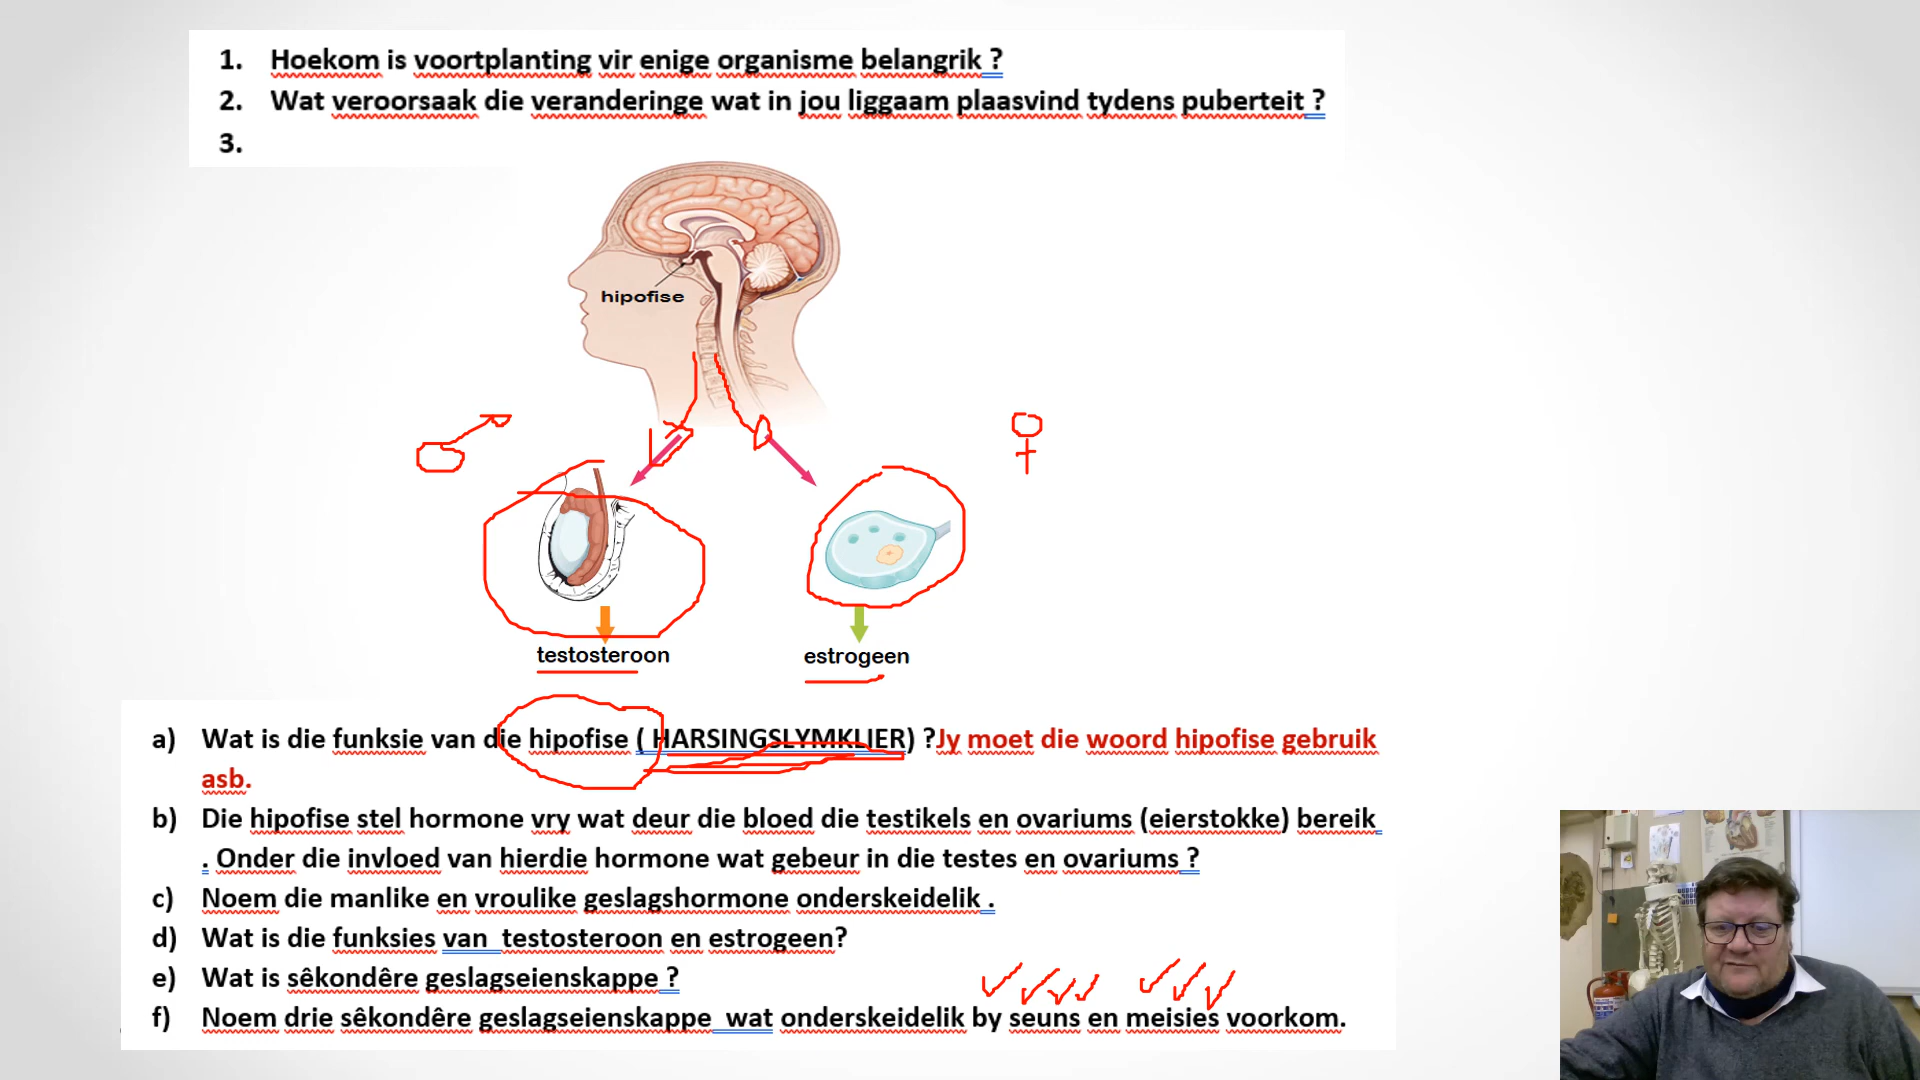 1. Hoekom is voortplanting vir enige organisme belangrik ?
2. Wat veroorsaak die veranderinge wat in jou liggaam plaasvind tydens puberteit ?
3.
hipofise
testosteroon
estrogeen
a) Wat is die funksie van die hipofise ( HARSINGSLYMKLIER) ?Jy moet die woord hipofise gebruik
asb.
b) Die hipofise stel hormone vry wat deur die bloed die testikels en ovariums (eierstokke) bereik
. Onder die invloed van hierdie hormone wat gebeur in die testes en ovariums ?
c) Noem die manlike en vroulike geslagshormone onderskeidelik .
d) Wat is die funksies van testosteroon en estrogeen?
e) Wat is sêkondêre geslagseienskappe ?
f) Noem drie sêkondêre geslagseienskappe wat onderskeidelik by seuns en meisies voorkom.